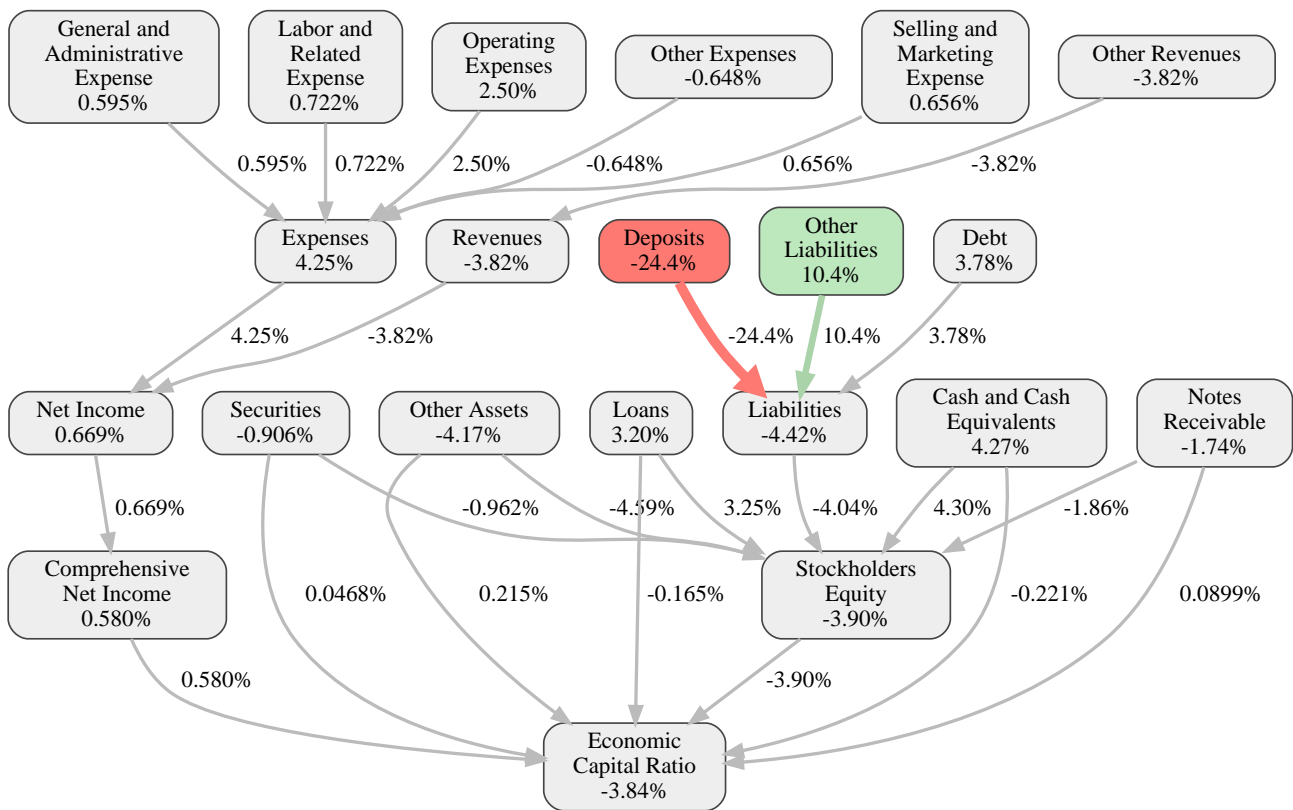 General and
Administrative
Expense
0.595%
Labor and
Related
Expense
0.722%
Operating
Expenses
2.50%
Other Expenses
-0.648%
Selling and
Marketing
Expense
0.656%
Other Revenues
-3.82%
0.595%
0.722%
2.50%
-0.648%
0.656%
-3.82%
Expenses
4.25%
Revenues
-3.82%
Deposits
-24.4%
Other
Liabilities
10.4%
Debt
3.78%
4.25%
-3.82%
-24.4%
10.4%
3.78%
Net Income
0.669%
Securities
-0.906%
Other Assets
-4.17%
Loans
3.20%
Liabilities
-4.42%
Cash and Cash
Equivalents
4.27%
Notes
Receivable
-1.74%
0.669%
-0.962%
-4.59%
3.25%
-4.04%
4.30%
-1.86%
Comprehensive
Net Income
0.580%
0.0468%
0.215%
-0.165%
Stockholders
Equity
-3.90%
-0.221%
0.0899%
0.580%
-3.90%
Economic
Capital Ratio
-3.84%